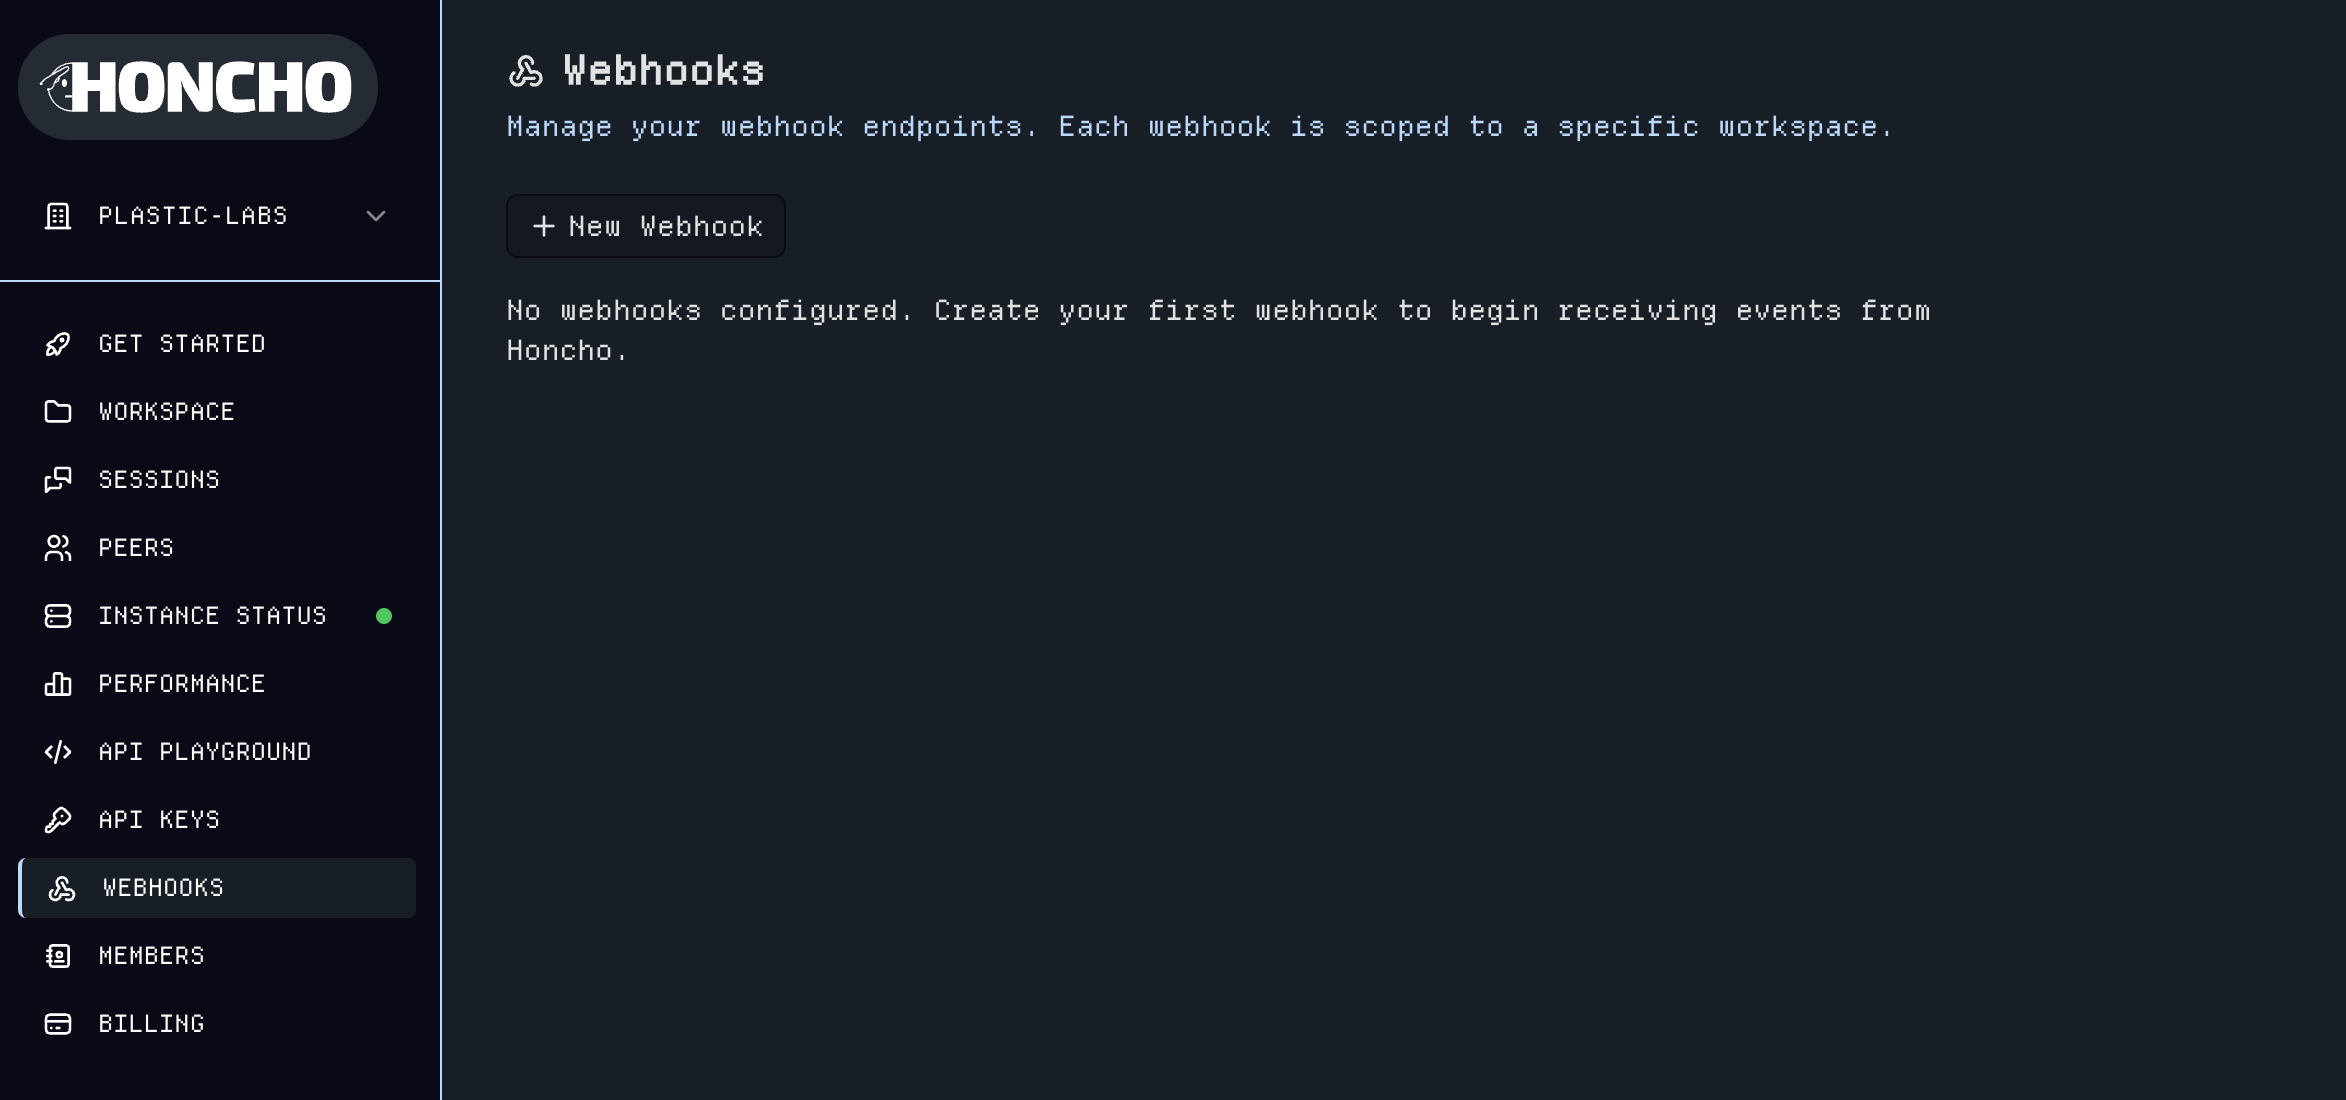 HONCHO
PLASTIC-LABS
GET STARTED
WORKSPACE
SESSIONS
PEERS
INSTANCE STATUS
PERFORMANCE
API PLAYGROUND
API KEYS
WEBHOOKS
MEMBERS
BILLING
Webhooks
Manage your webhook endpoints. Each webhook is scoped to a specific workspace.
New Webhook
No webhooks configured. Create your first webhook to begin receiving events from
Honcho.